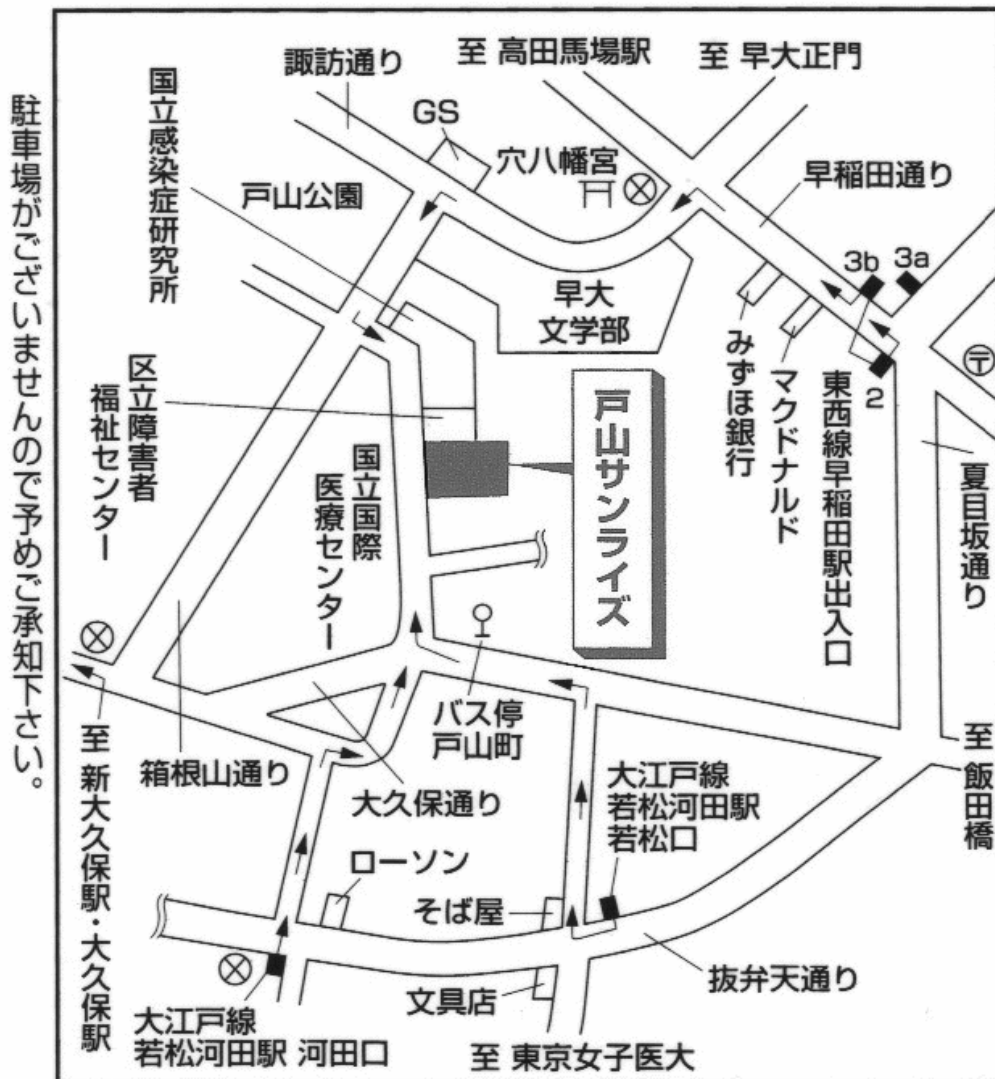 駐車場がございませんので予めご承知下さい。
至 高田馬場駅
至 早大正門
諏訪通り
国立感染症研究所
GS
穴八幡宮
戸山公園
早稲田通り
3b
3a
早大
文学部
2
みずほ銀行
マクドナルド
東西線早稲田駅出入口
〒
夏目坂通り
区立障害者
福祉センター
国立国際
医療センター
戸山サンライズ
バス停
戸山町
箱根山通り
大久保通り
至 新大久保駅・大久保駅
大江戸線
若松河田駅
若松口
至 飯田橋
ローソン
そば屋
文具店
抜弁天通り
大江戸線
若松河田駅 河田口
至 東京女子医大